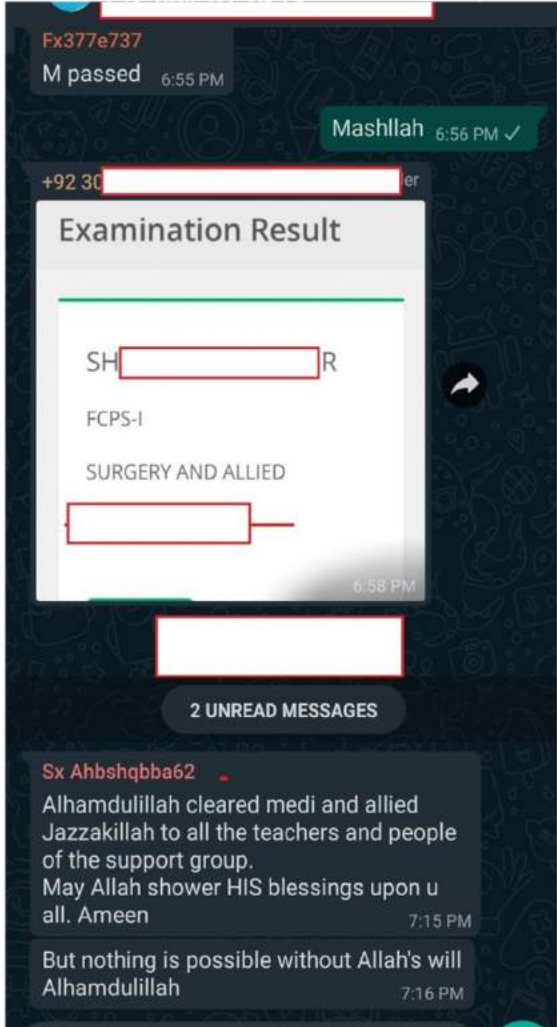 Fx377e737
M passed 6:55 PM
Mashllah 6:56 PM
+92 30 er
Examination Result
SH R
FCPS-I
SURGERY AND ALLIED
6:58 PM
2 UNREAD MESSAGES
Sx Ahbshqbba62
Alhamdulillah cleared medi and allied
Jazzakillah to all the teachers and people
of the support group.
May Allah shower HIS blessings upon u
all. Ameen
7:15 PM
But nothing is possible without Allah's will
Alhamdulillah
7:16 PM